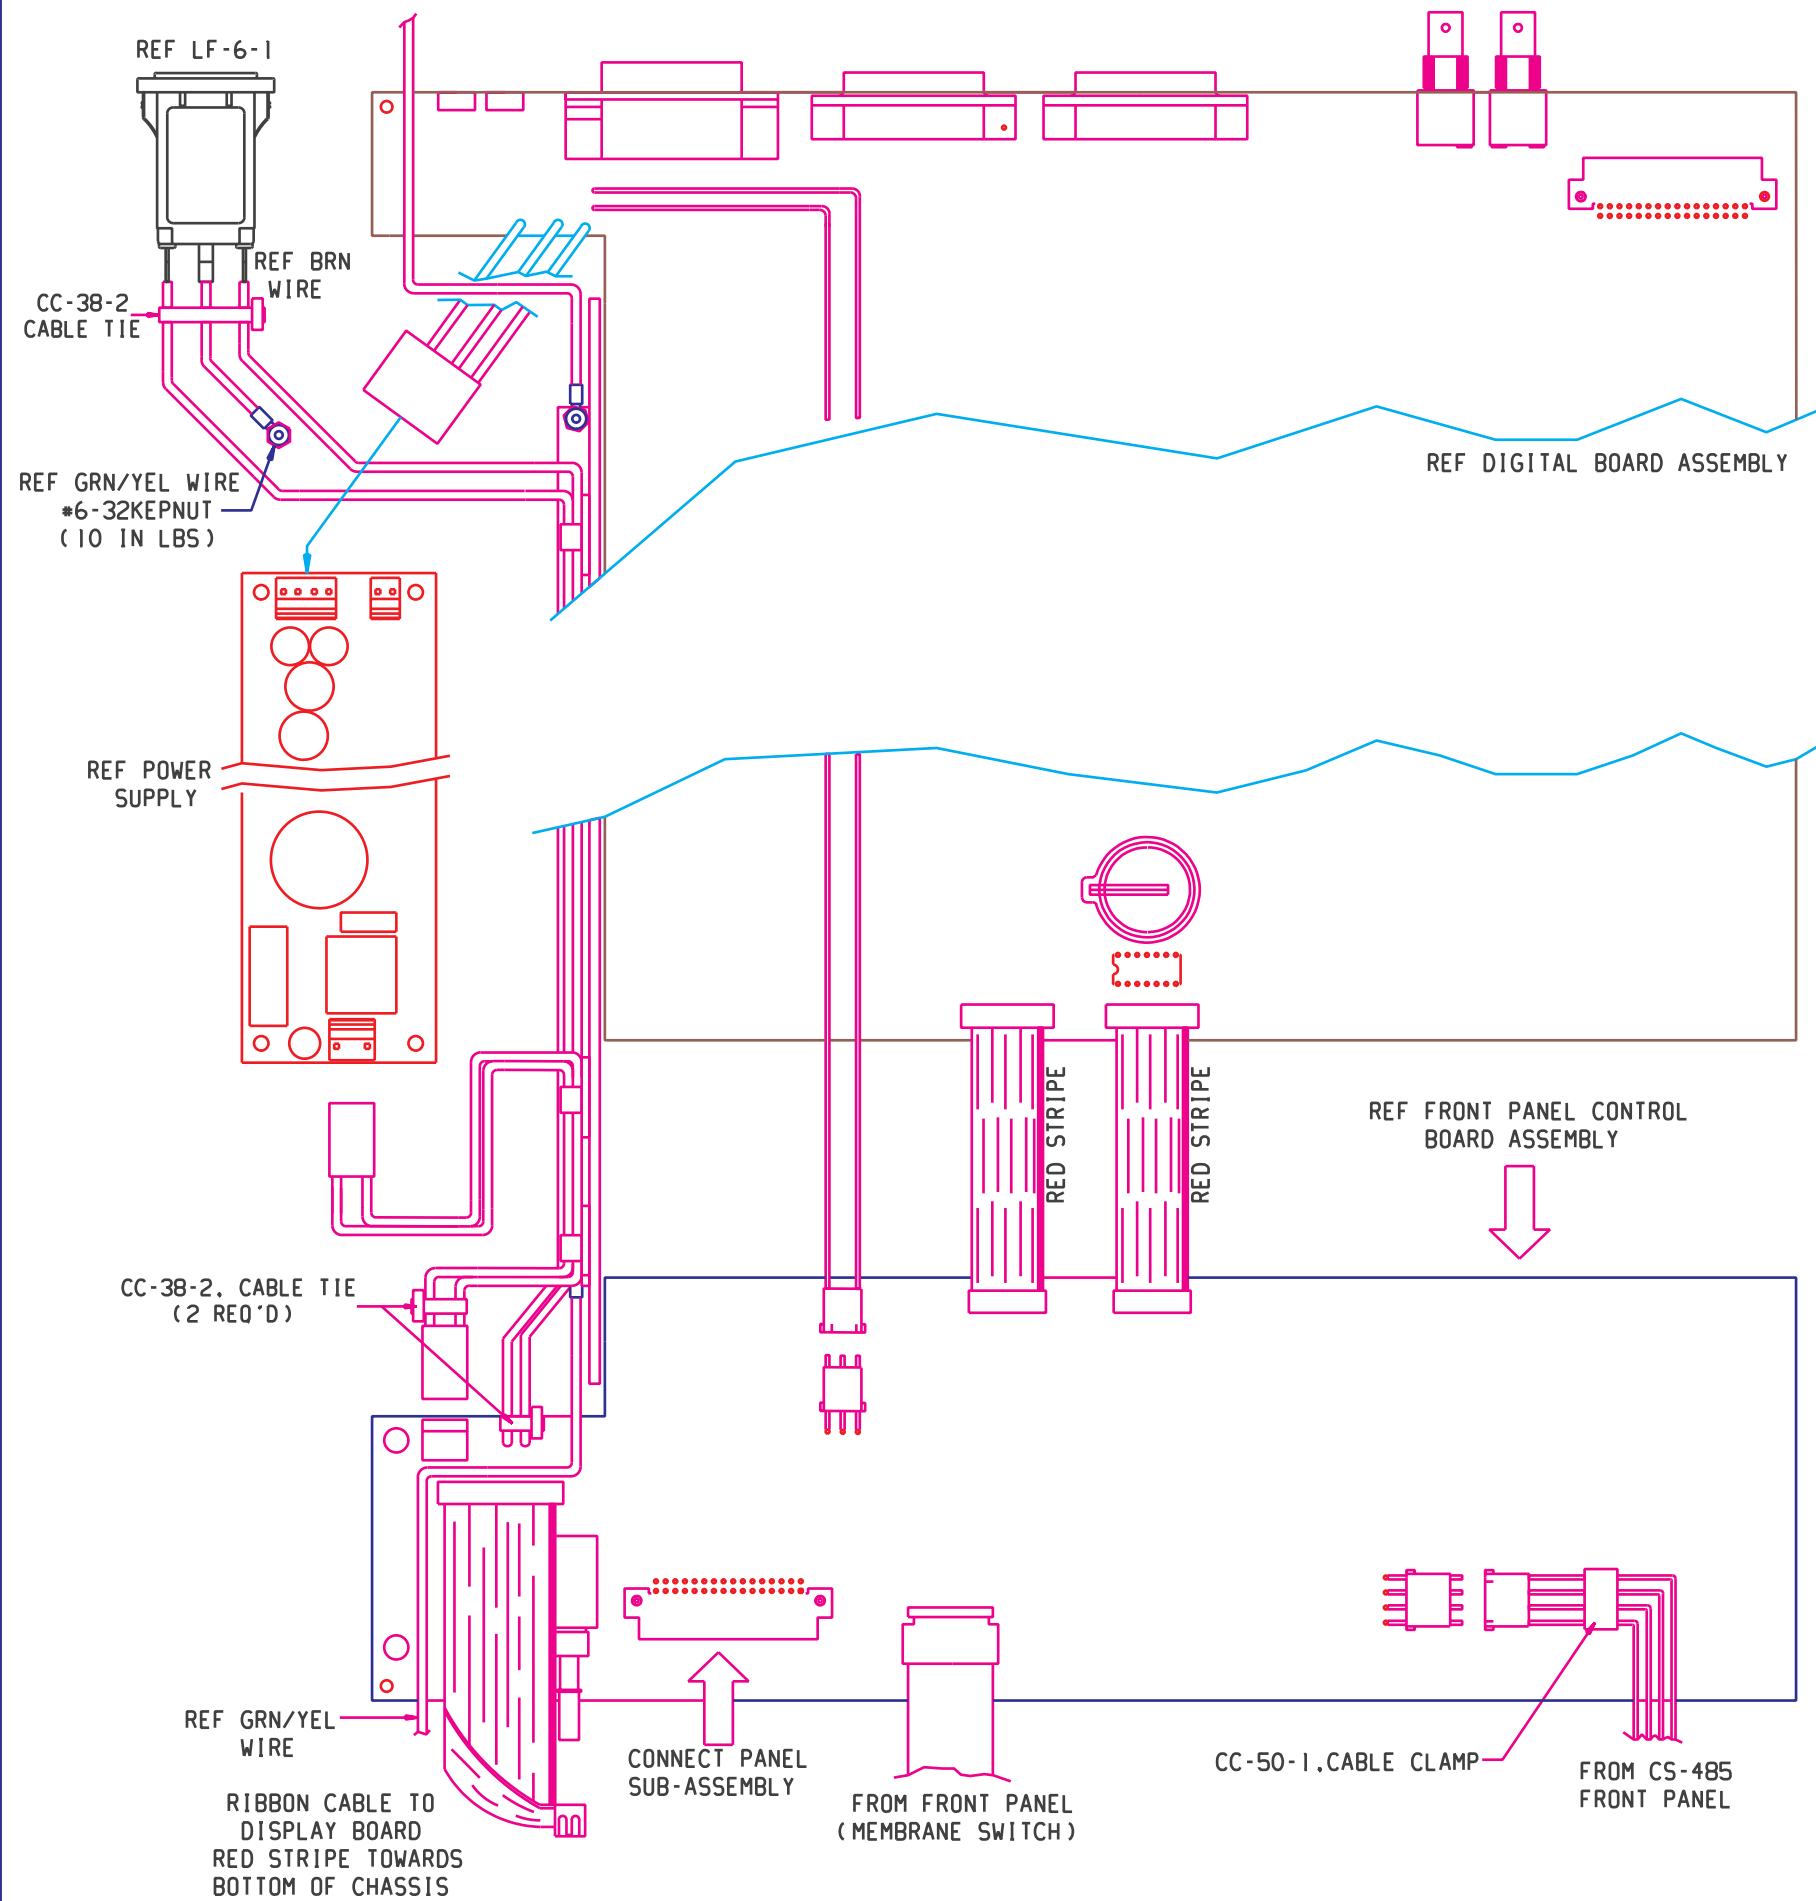 REF LF-6-1
REF BRN
WIRE
CC-38-2
CABLE TIE
REF GRN/YEL WIRE
#6-32KEPNUT
(10 IN LBS)
REF DIGITAL BOARD ASSEMBLY
REF POWER
SUPPLY
RED STRIPE
RED STRIPE
REF FRONT PANEL CONTROL
BOARD ASSEMBLY
CC-38-2, CABLE TIE
(2 REQ'D)
REF GRN/YEL
WIRE
CONNECT PANEL
SUB-ASSEMBLY
CC-50-1,CABLE CLAMP
FROM CS-485
FRONT PANEL
RIBBON CABLE TO
DISPLAY BOARD
RED STRIPE TOWARDS
BOTTOM OF CHASSIS
FROM FRONT PANEL
(MEMBRANE SWITCH)